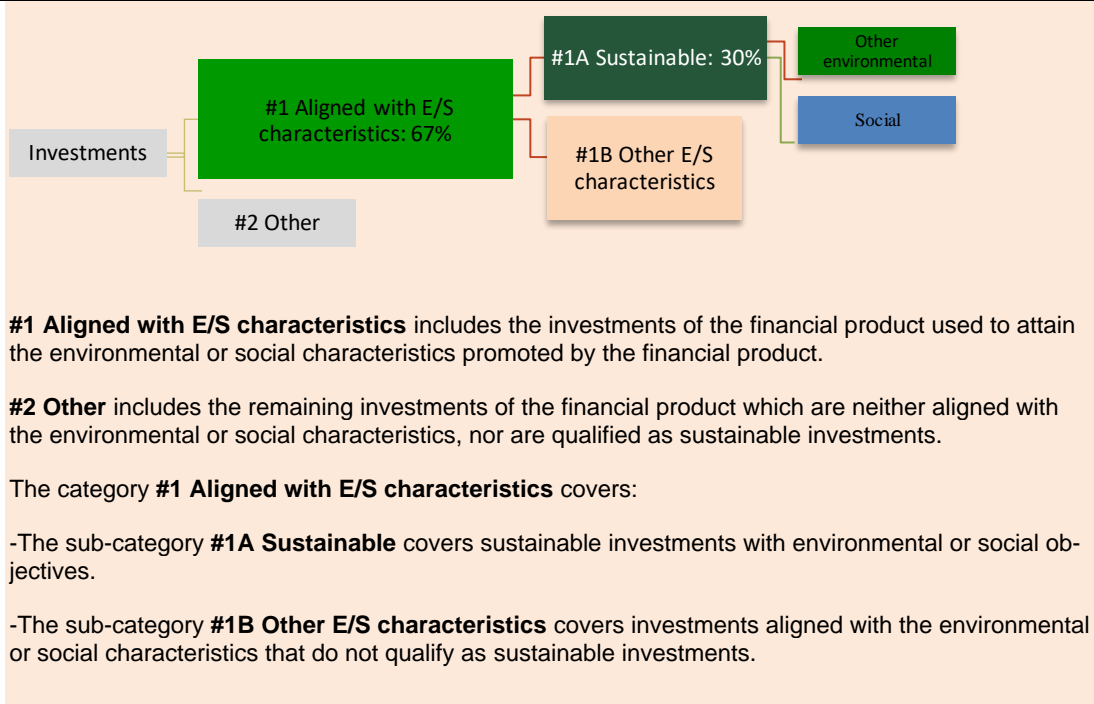 Other
environmental
#1A Sustainable: 30%
#1 Aligned with E/S
characteristics: 67%
Social
Investments
#1B Other E/S
characteristics
#2 Other
#1 Aligned with E/S characteristics includes the investments of the financial product used to attain
the environmental or social characteristics promoted by the financial product.
#2 Other includes the remaining investments of the financial product which are neither aligned with
the environmental or social characteristics, nor are qualified as sustainable investments.
The category #1 Aligned with E/S characteristics covers:
-The sub-category #1A Sustainable covers sustainable investments with environmental or social ob-
jectives.
-The sub-category #1B Other E/S characteristics covers investments aligned with the environmental
or social characteristics that do not qualify as sustainable investments.